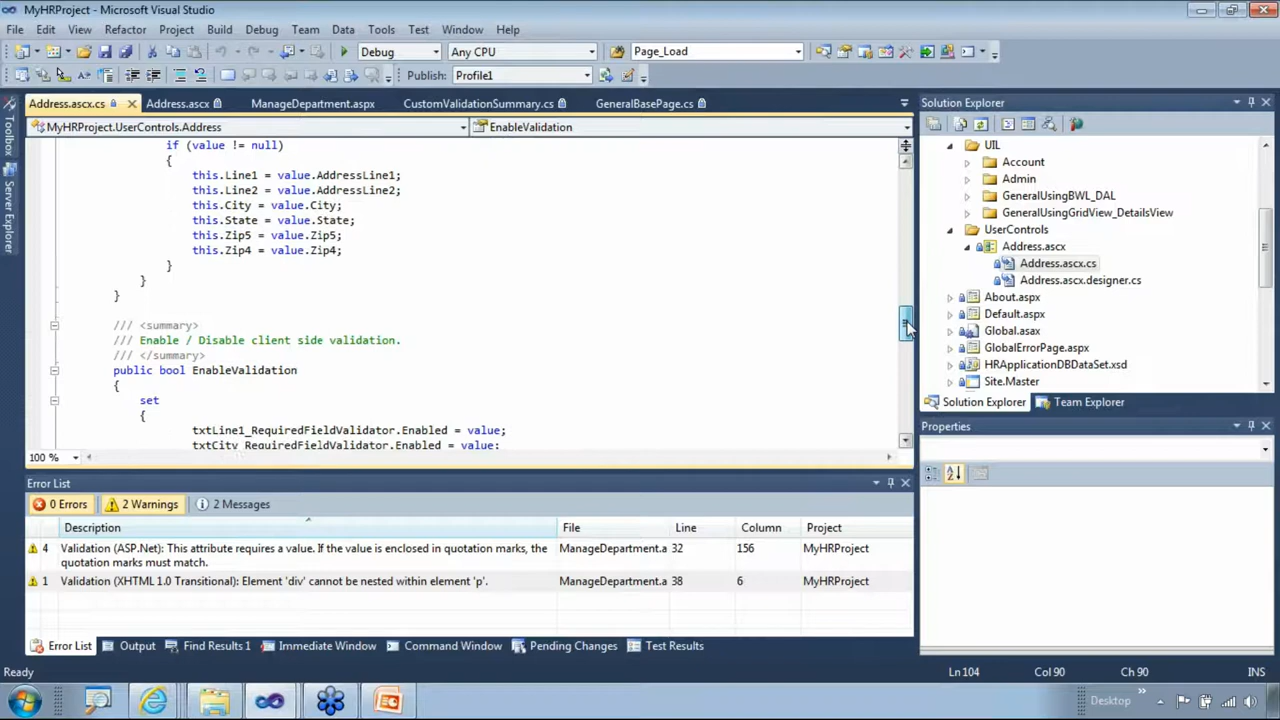 MyHRProject - Microsoft Visual Studio
File Edit View Refactor Project Build Debug Team Data Tools Test Window Help
Debug Any CPU Page_Load
Publish: Profile1
Address.ascx.cs Address.ascx ManageDepartment.aspx CustomValidationSummary.cs GeneralBasePage.cs
MyHRProject.UserControls.Address EnableValidation
if (value != null)
{
this.Line1 = value.AddressLine1;
this.Line2 = value.AddressLine2;
this.City = value.City;
this.State = value.State;
this.Zip5 = value.Zip5;
this.Zip4 = value.Zip4;
}
}
}
/// <summary>
/// Enable / Disable client side validation.
/// </summary>
public bool EnableValidation
{
set
{
txtLine1_RequiredFieldValidator.Enabled = value;
txtCity_RequiredFieldValidator.Enabled = value;
100 %
Toolbox
Server Explorer
Solution Explorer
UIL
Account
Admin
GeneralUsingBWL_DAL
GeneralUsingGridView_DetailsView
UserControls
Address.ascx
Address.ascx.cs
Address.ascx.designer.cs
About.aspx
Default.aspx
Global.asax
GlobalErrorPage.aspx
HRApplicationDBDataSet.xsd
Site.Master
Solution Explorer Team Explorer
Properties
Error List
0 Errors 2 Warnings 2 Messages
Description File Line Column Project
4 Validation (ASP.Net): This attribute requires a value. If the value is enclosed in quotation marks, the ManageDepartment.a 32 156 MyHRProject
quotation marks must match.
1 Validation (XHTML 1.0 Transitional): Element 'div' cannot be nested within element 'p'. ManageDepartment.a 38 6 MyHRProject
Error List Output Find Results 1 Immediate Window Command Window Pending Changes Test Results
Ready Ln 104 Col 90 Ch 90 INS
Desktop